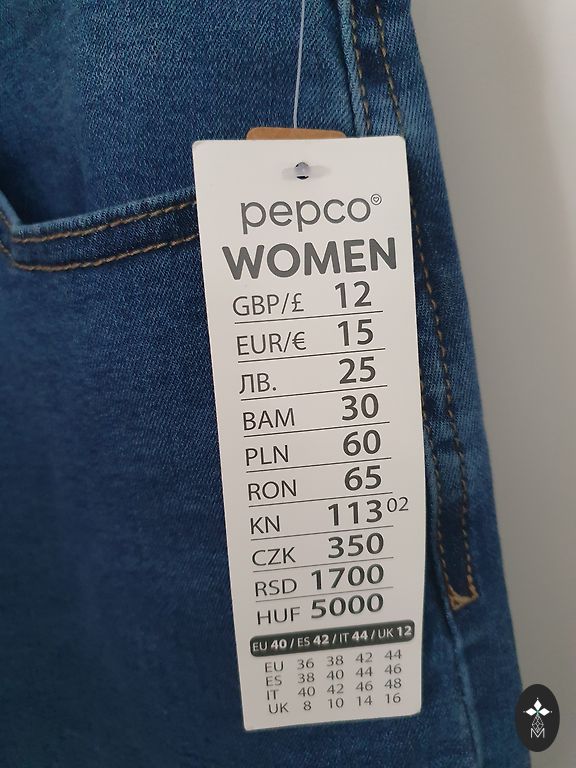 pepco
WOMEN
GBP/£ 12
EUR/€ 15
ЛВ. 25
BAM 30
PLN 60
RON 65
KN 113 02
CZK 350
RSD 1700
HUF 5000
EU 40 / ES 42 / IT 44 / UK 12
EU 36 38 42 44
ES 38 40 44 46
IT 40 42 46 48
UK 8 10 14 16
M